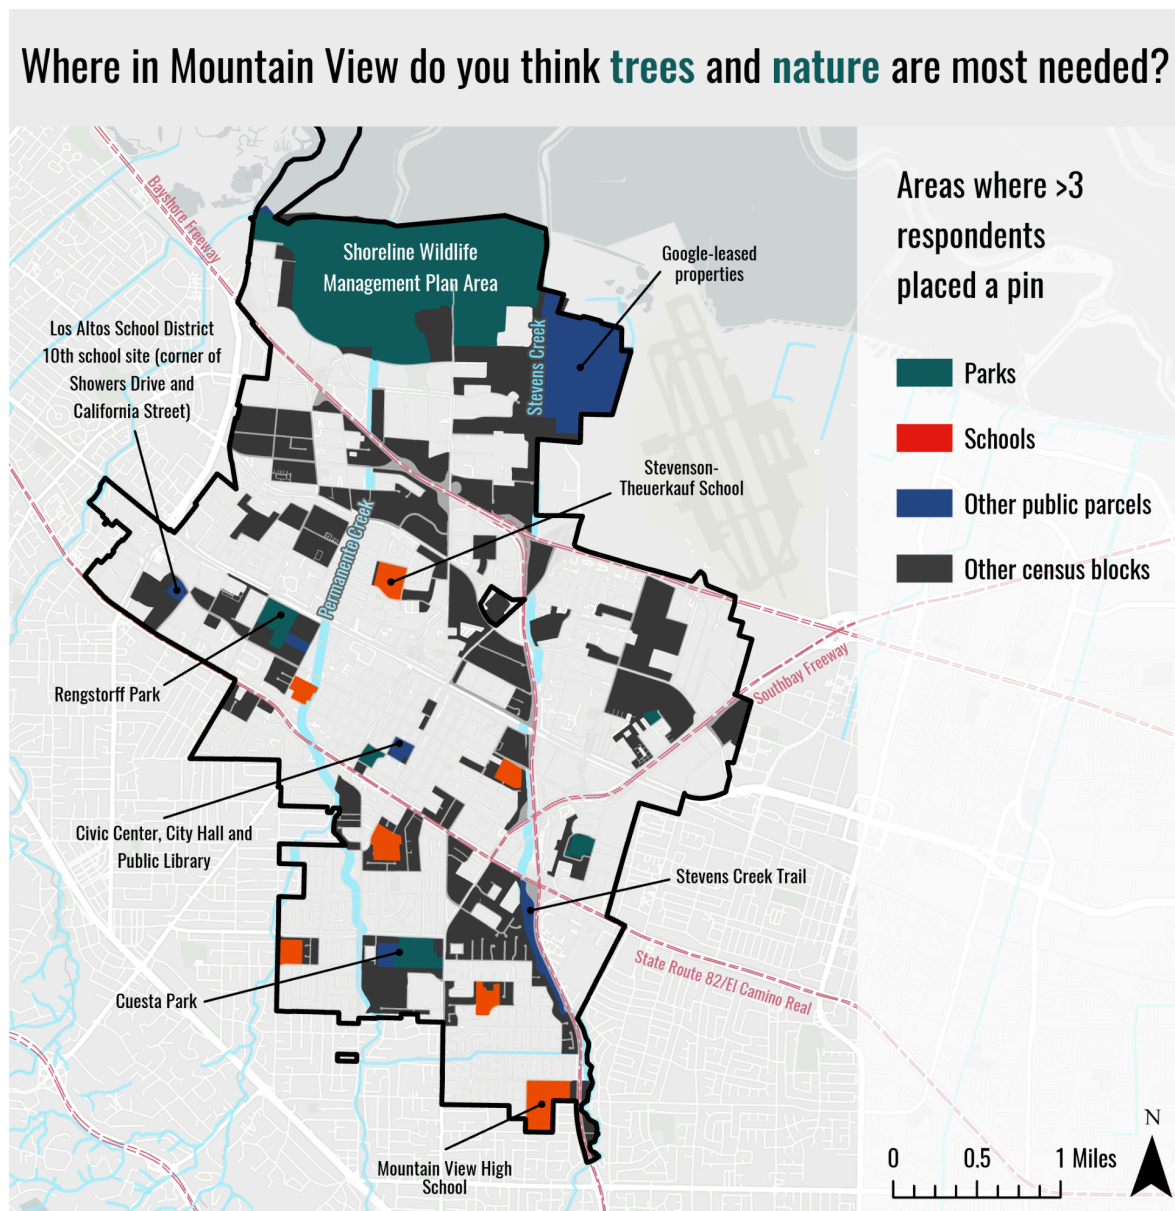 Where in Mountain View do you think trees and nature are most needed?
Bayshore Freeway
Shoreline Wildlife
Management Plan Area
Google-leased
properties
Stevens Creek
Los Altos School District
10th school site (corner of
Showers Drive and
California Street)
Stevenson-
Theuerkauf School
Permanente Creek
Rengstorff Park
Southbay Freeway
Civic Center, City Hall and
Public Library
Stevens Creek Trail
State Route 82/El Camino Real
Cuesta Park
Mountain View High
School
Areas where >3
respondents
placed a pin
Parks
Schools
Other public parcels
Other census blocks
N
0 0.5 1 Miles